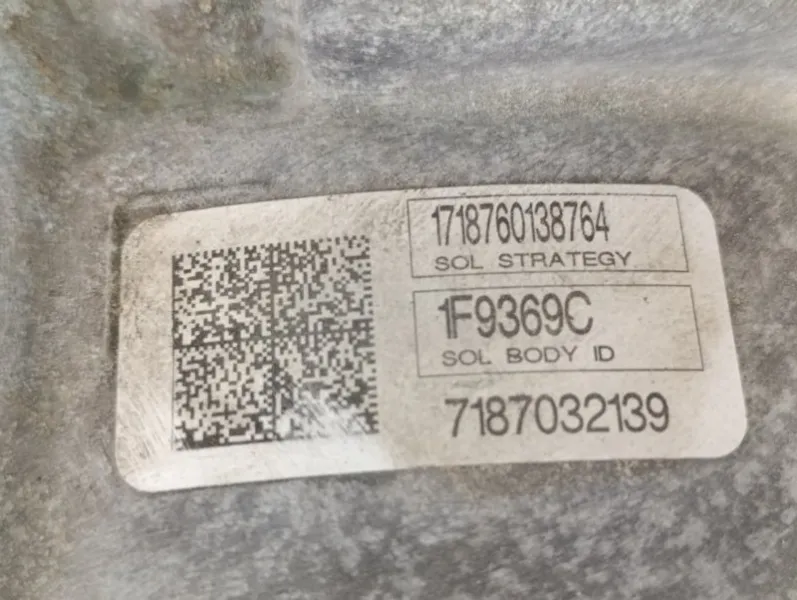 1718760138764
SOL STRATEGY
1F9369C
SOL BODY ID
7187032139